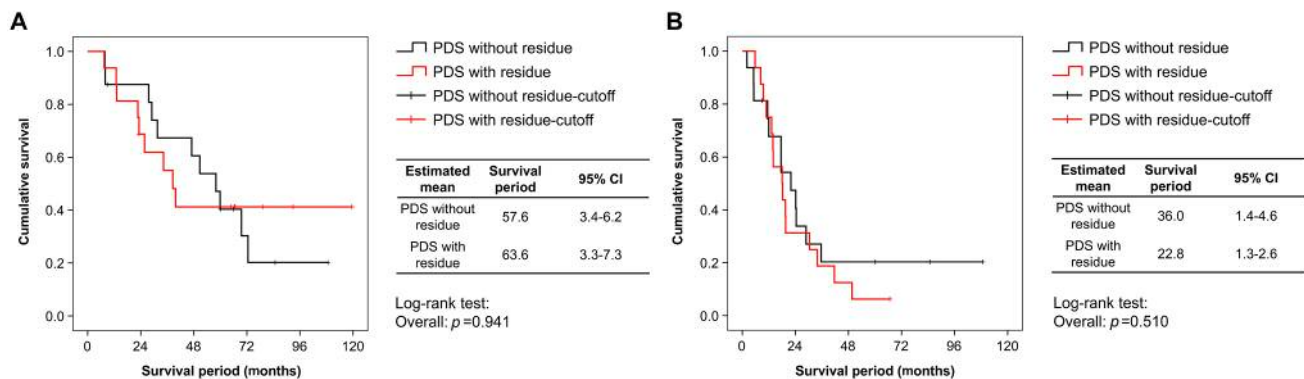 A
Cumulative survival
1.0
0.8
0.6
0.4
0.2
0.0
0 24 48 72 96 120
Survival period (months)
PDS without residue
PDS with residue
PDS without residue-cutoff
PDS with residue-cutoff
Estimated mean Survival period 95% CI
PDS without residue 57.6 3.4-6.2
PDS with residue 63.6 3.3-7.3
Log-rank test:
Overall: p=0.941
B
Cumulative survival
1.0
0.8
0.6
0.4
0.2
0.0
0 24 48 72 96 120
Survival period (months)
PDS without residue
PDS with residue
PDS without residue-cutoff
PDS with residue-cutoff
Estimated mean Survival period 95% CI
PDS without residue 36.0 1.4-4.6
PDS with residue 22.8 1.3-2.6
Log-rank test:
Overall: p=0.510